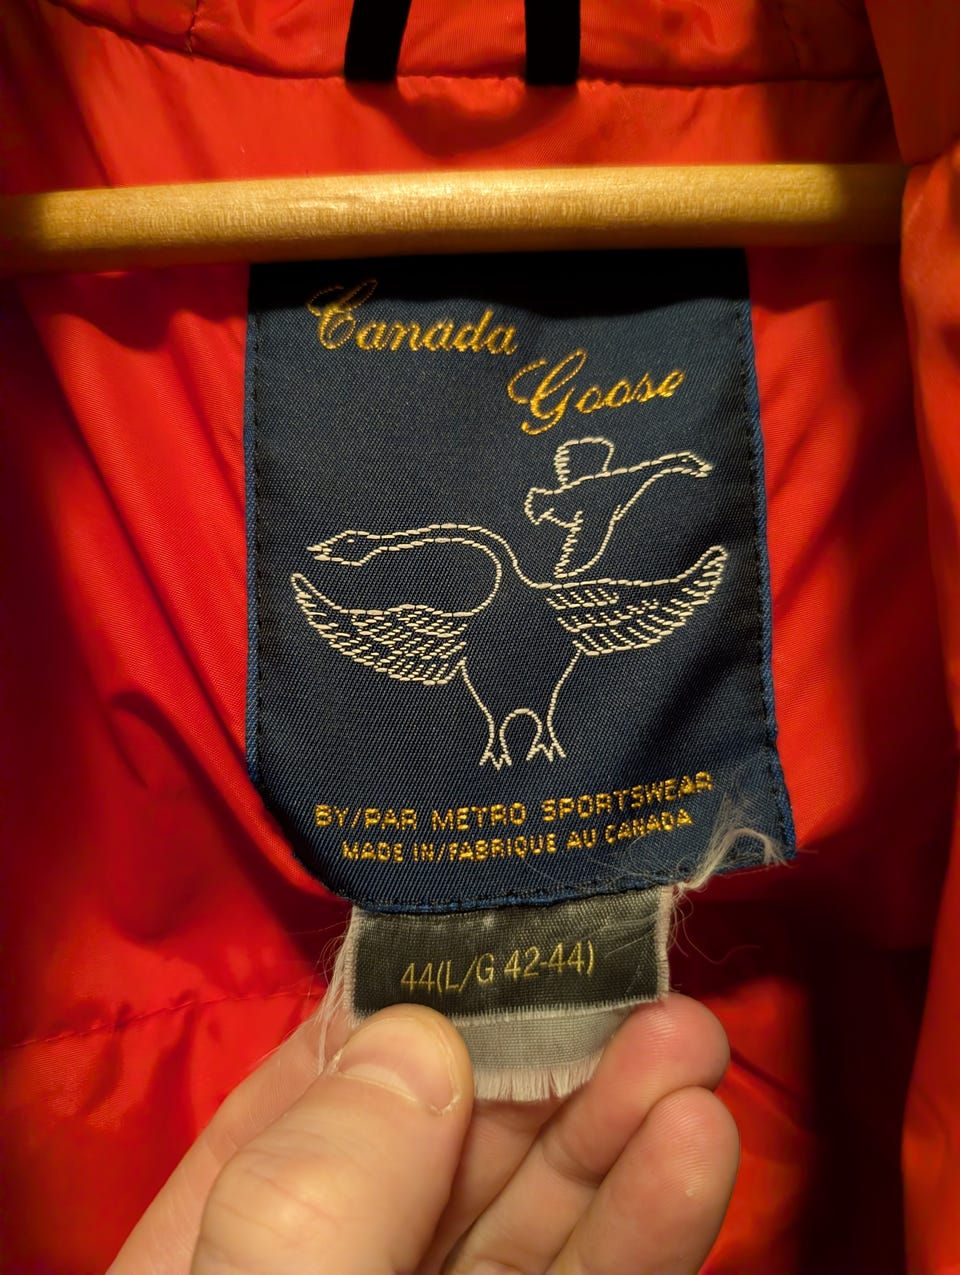 Canada
Goose
BY/PAR METRO SPORTSWEAR
MADE IN/FABRIQUE AU CANADA
44(L/G 42-44)